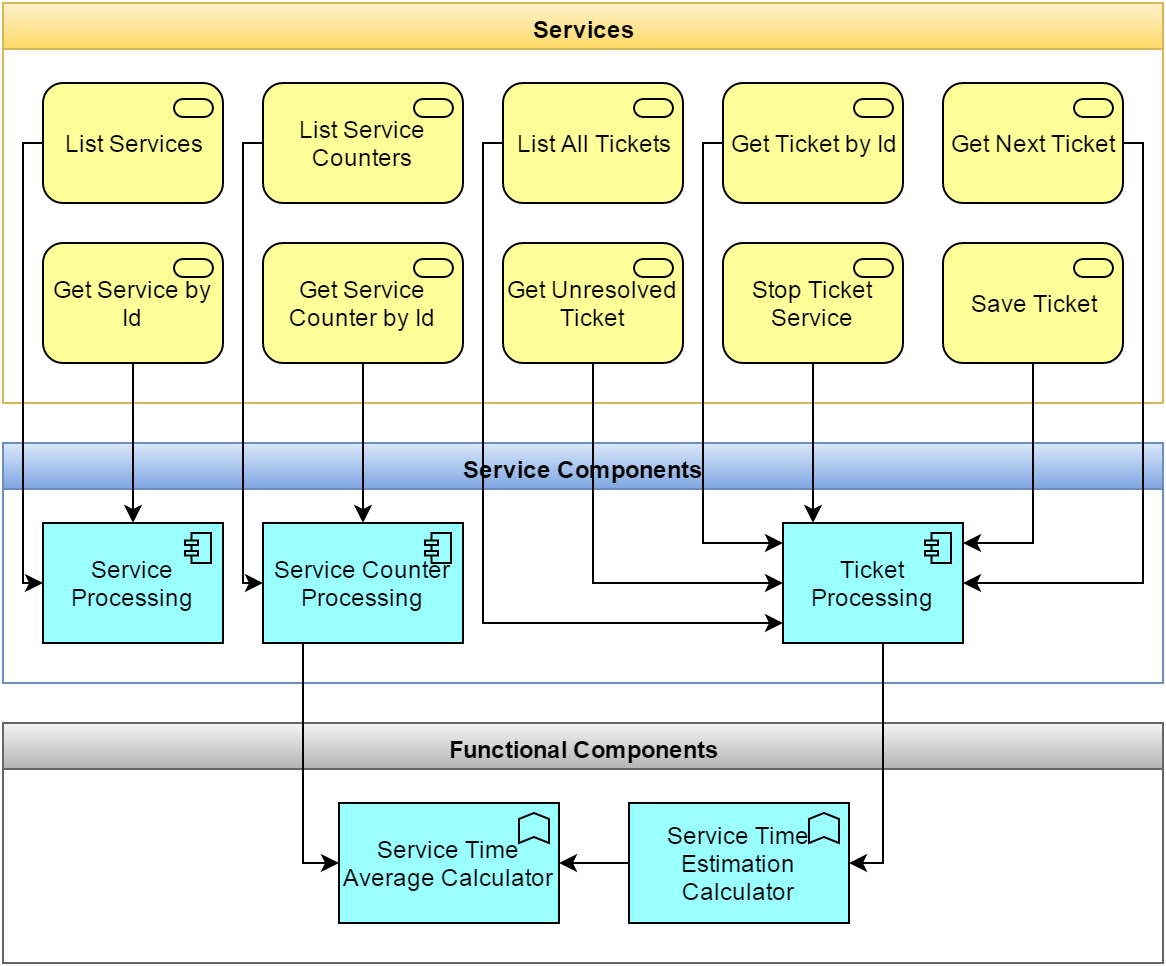 Services
List Services
List Service
Counters
List All Tickets
Get Ticket by Id
Get Next Ticket
Get Service by
Id
Get Service
Counter by Id
Get Unresolved
Ticket
Stop Ticket
Service
Save Ticket
Service Components
Service
Processing
Service Counter
Processing
Ticket
Processing
Functional Components
Service Time
Average Calculator
Service Time
Estimation
Calculator